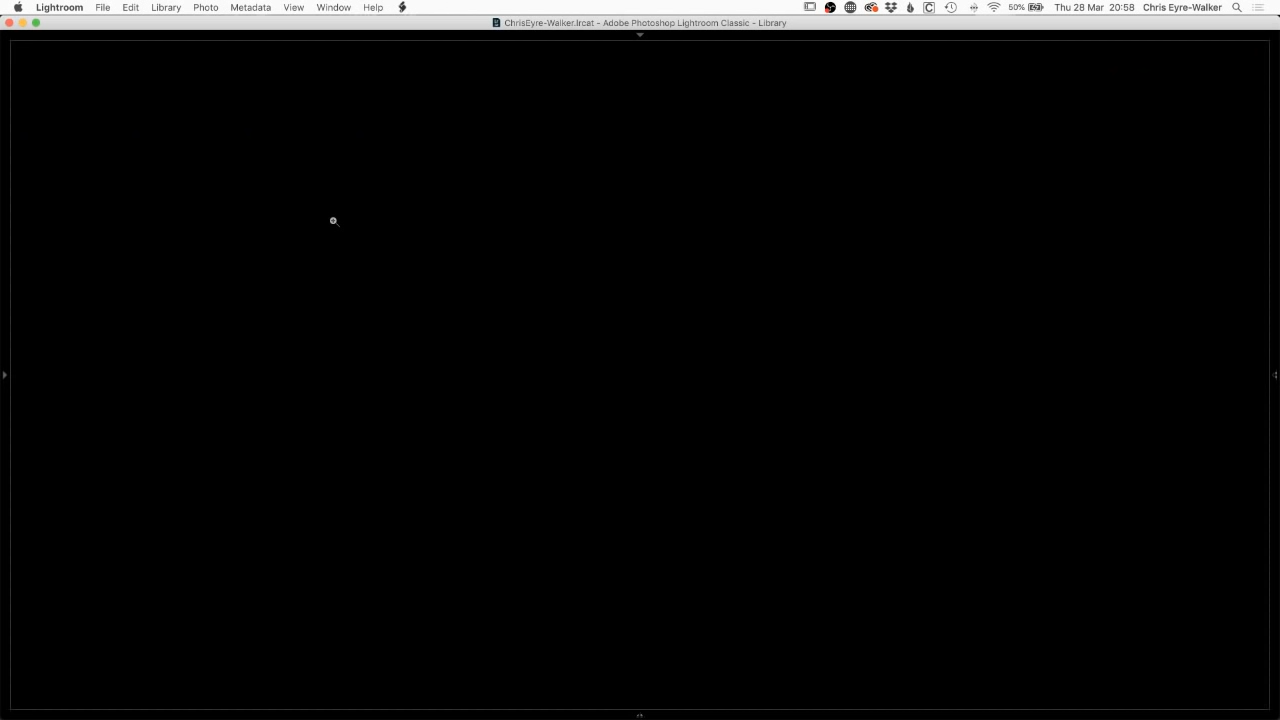 Lightroom File Edit Library Photo Metadata View Window Help 50% Thu 28 Mar 20:58 Chris Eyre-Walker
ChrisEyre-Walker.lrcat - Adobe Photoshop Lightroom Classic - Library